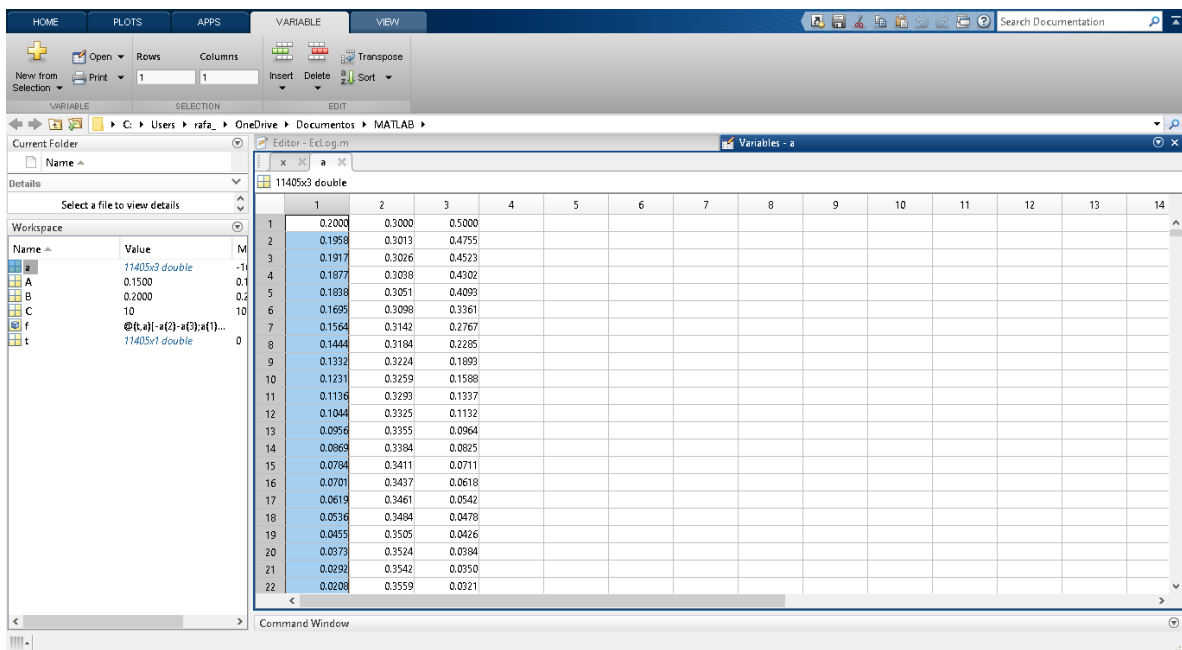 HOME PLOTS APPS VARIABLE VIEW Search Documentation
New from Selection Open Print Rows Columns 1 1 Insert Delete Transpose Sort
VARIABLE SELECTION EDIT
C: Users rafa_ OneDrive Documentos MATLAB
Current Folder
Name
Details
Select a file to view details
Workspace
Name Value M
a 11405x3 double
A 0.1500 0.1
B 0.2000 0.2
C 10 10
f @(t,a)[-a(2)-a(3);a(1)...
t 11405x1 double 0
Editor - EcLog.m Variables - a
x a
11405x3 double
1 2 3 4 5 6 7 8 9 10 11 12 13 14
1 0.2000 0.3000 0.5000
2 0.1958 0.3013 0.4755
3 0.1917 0.3026 0.4523
4 0.1877 0.3038 0.4302
5 0.1838 0.3051 0.4093
6 0.1695 0.3098 0.3361
7 0.1564 0.3142 0.2767
8 0.1444 0.3184 0.2285
9 0.1332 0.3224 0.1893
10 0.1231 0.3259 0.1588
11 0.1136 0.3293 0.1337
12 0.1044 0.3325 0.1132
13 0.0956 0.3355 0.0964
14 0.0869 0.3384 0.0825
15 0.0784 0.3411 0.0711
16 0.0701 0.3437 0.0618
17 0.0619 0.3461 0.0542
18 0.0536 0.3484 0.0478
19 0.0455 0.3505 0.0426
20 0.0373 0.3524 0.0384
21 0.0292 0.3542 0.0350
22 0.0208 0.3559 0.0321
Command Window